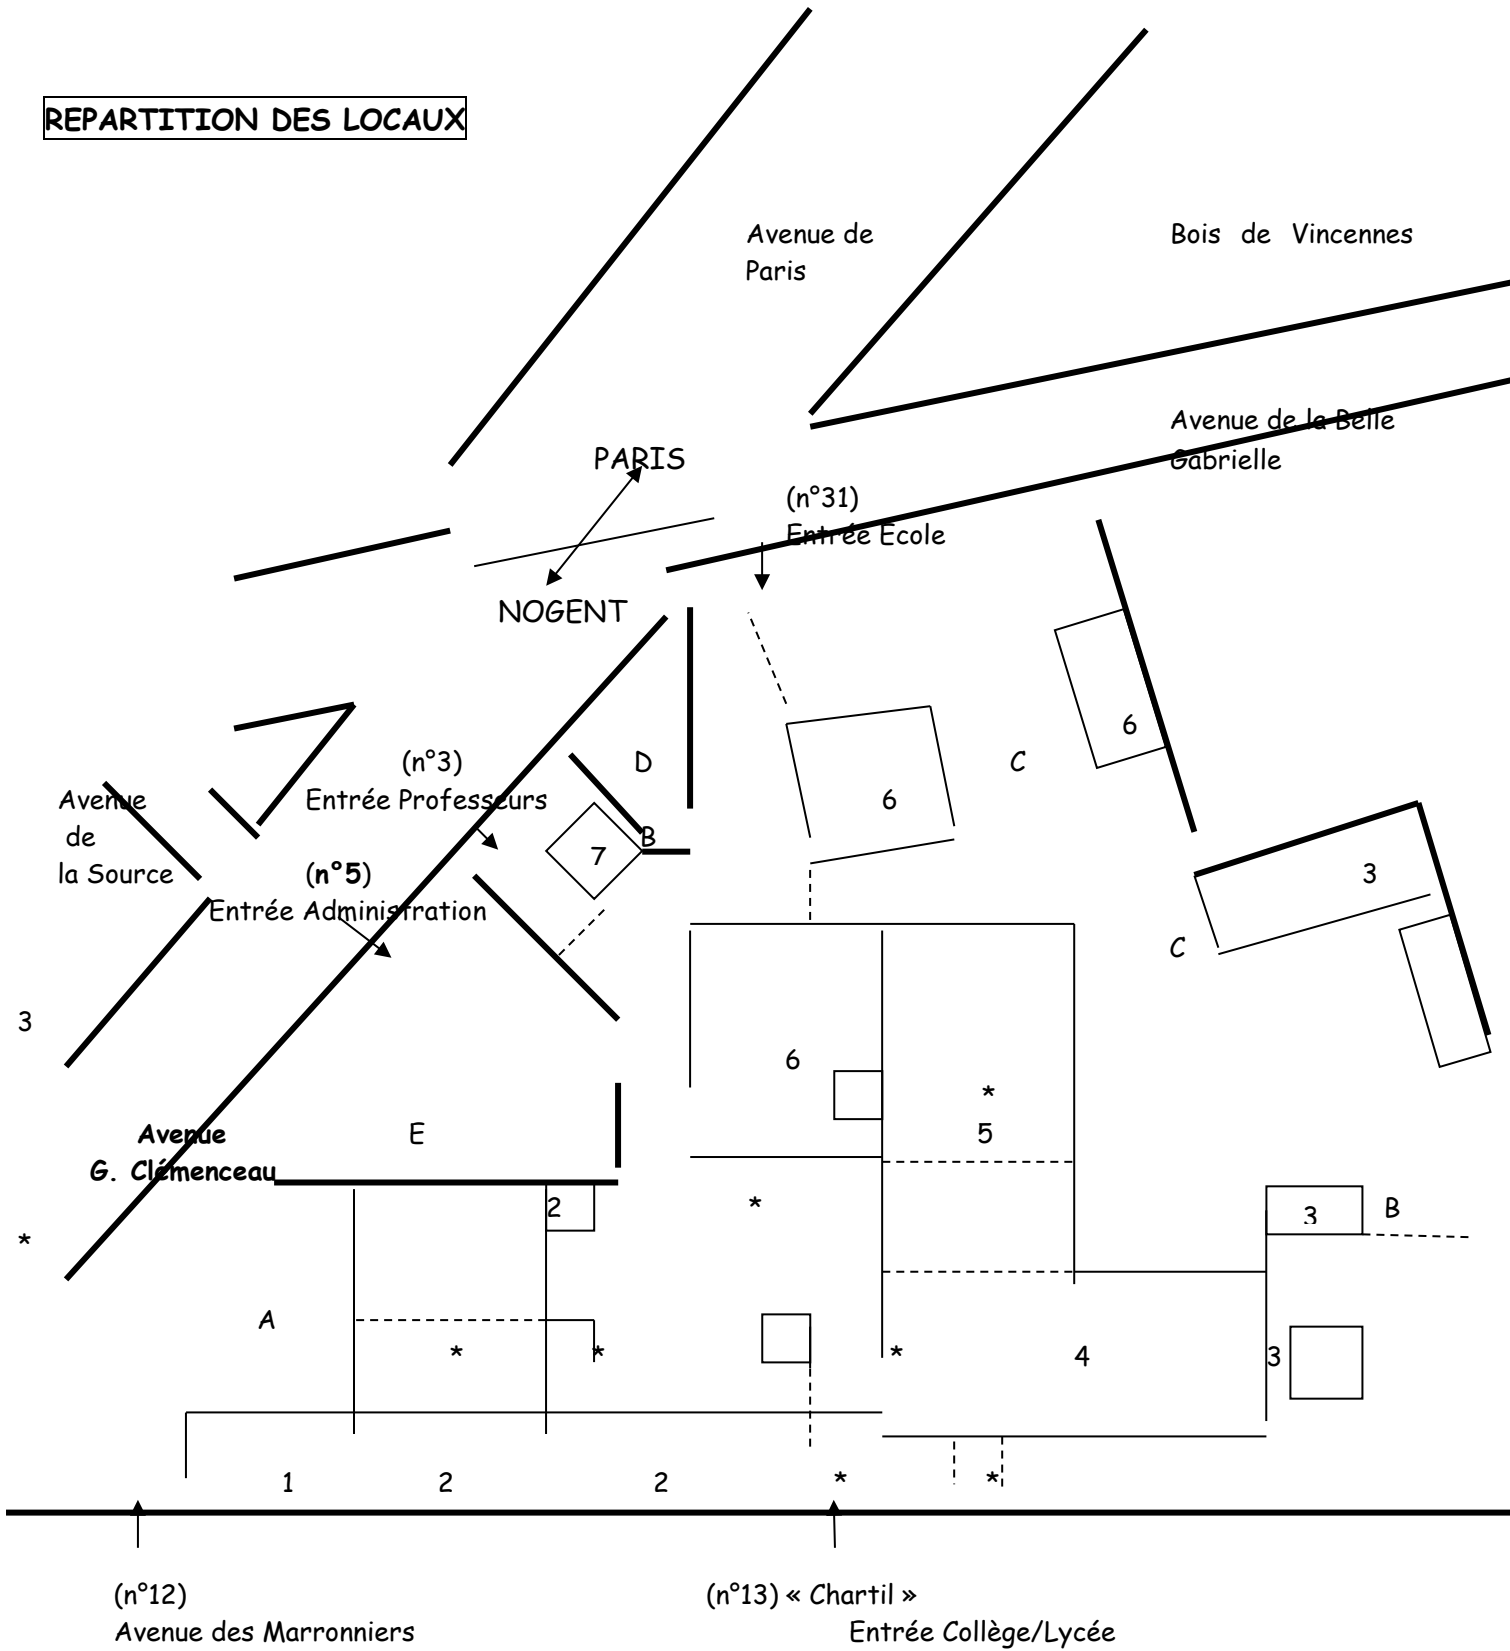 REPARTITION DES LOCAUX
Avenue de
Paris
Bois de Vincennes
Avenue de la Belle
Gabrielle
PARIS
(n°31)
Entrée Ecole
NOGENT
6
(n°3)
D
C
Entrée Professeurs
6
Avenue
de
la Source
B
7
(n°5)
3
Entrée Administration
C
3
6
*
Avenue
G. Clémenceau
E
5
2
*
3
B
*
A
*
*
*
4
3
1
2
2
*
*
(n°12)
Avenue des Marronniers
(n°13) « Chartil »
Entrée Collège/Lycée